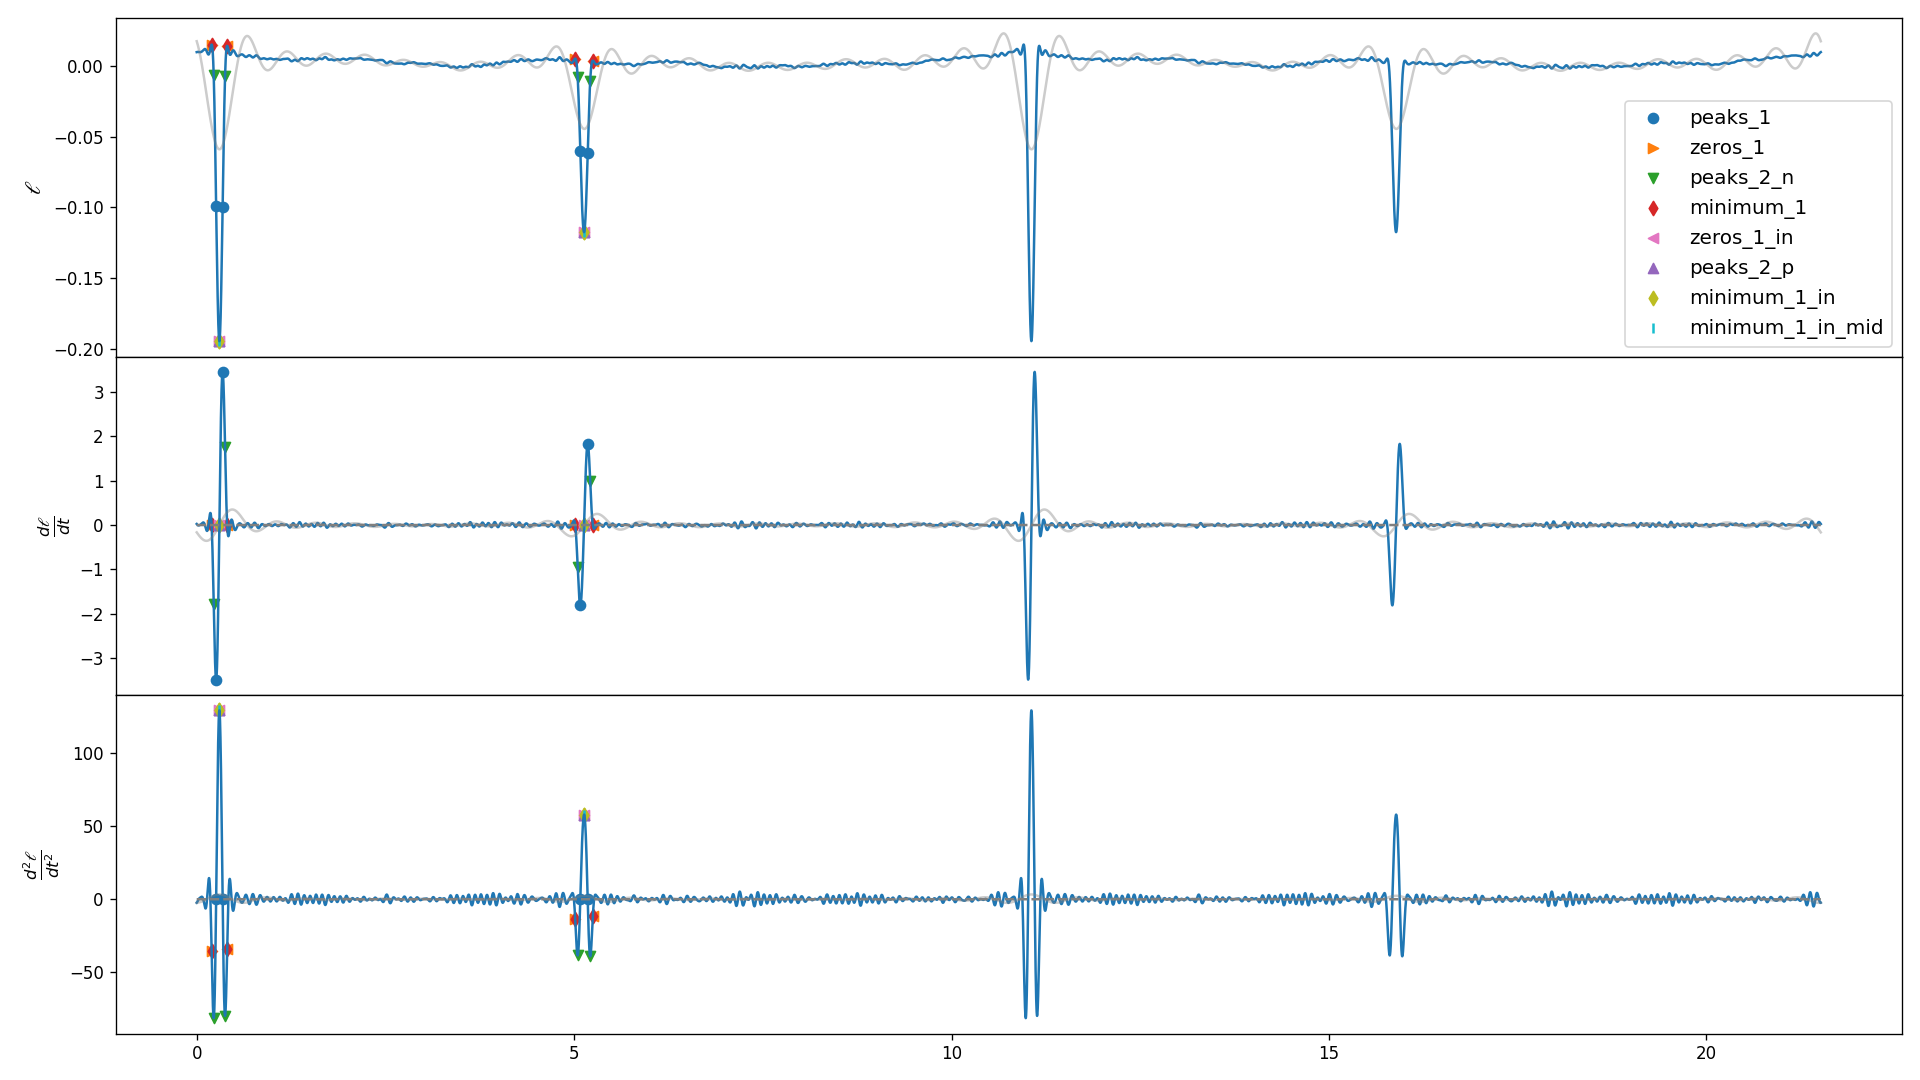 0.00
−0.05
−0.10
−0.15
−0.20
ℓ
peaks_1
zeros_1
peaks_2_n
minimum_1
zeros_1_in
peaks_2_p
minimum_1_in
minimum_1_in_mid
3
2
1
0
−1
−2
−3
dℓ
dt
100
50
0
−50
d²ℓ
dt²
0 5 10 15 20